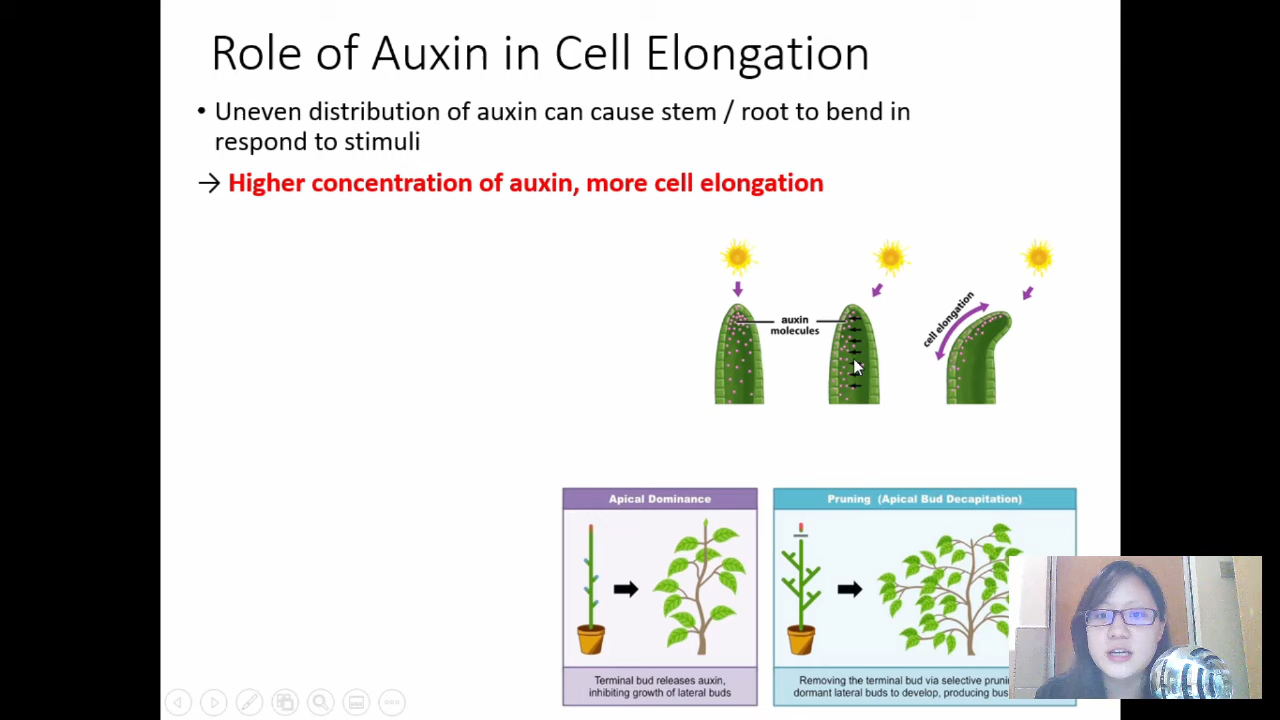 Role of Auxin in Cell Elongation
• Uneven distribution of auxin can cause stem / root to bend in
respond to stimuli
→ Higher concentration of auxin, more cell elongation
auxin
molecules
cell elongation
Apical Dominance
Terminal bud releases auxin,
inhibiting growth of lateral buds
Pruning (Apical Bud Decapitation)
Removing the terminal bud via selective
dormant lateral buds to develop, producing